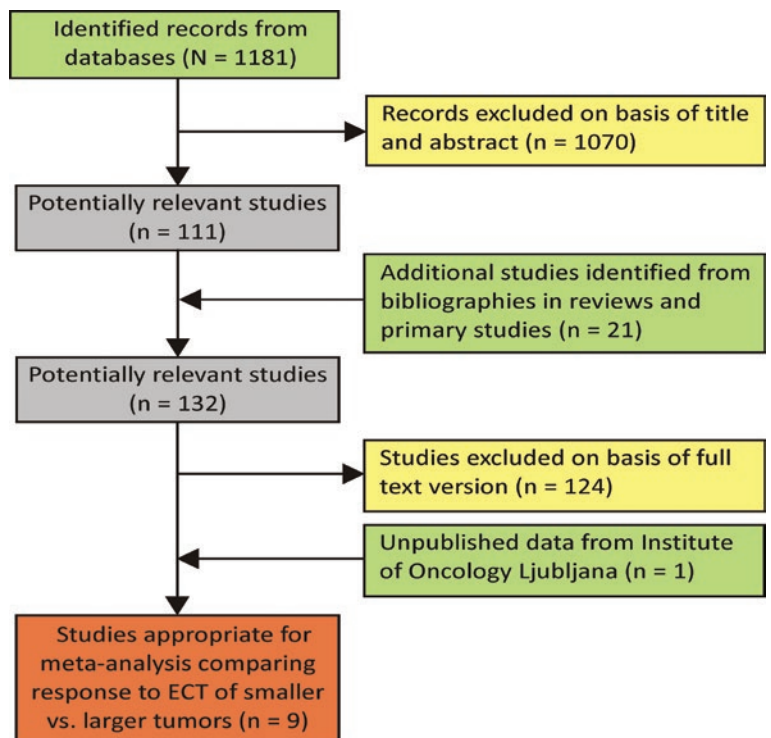 Identified records from
databases (N = 1181)
Records excluded on basis of title
and abstract (n = 1070)
Potentially relevant studies
(n = 111)
Additional studies identified from
bibliographies in reviews and
primary studies (n = 21)
Potentially relevant studies
(n = 132)
Studies excluded on basis of full
text version (n = 124)
Unpublished data from Institute
of Oncology Ljubljana (n = 1)
Studies appropriate for
meta-analysis comparing
response to ECT of smaller
vs. larger tumors (n = 9)